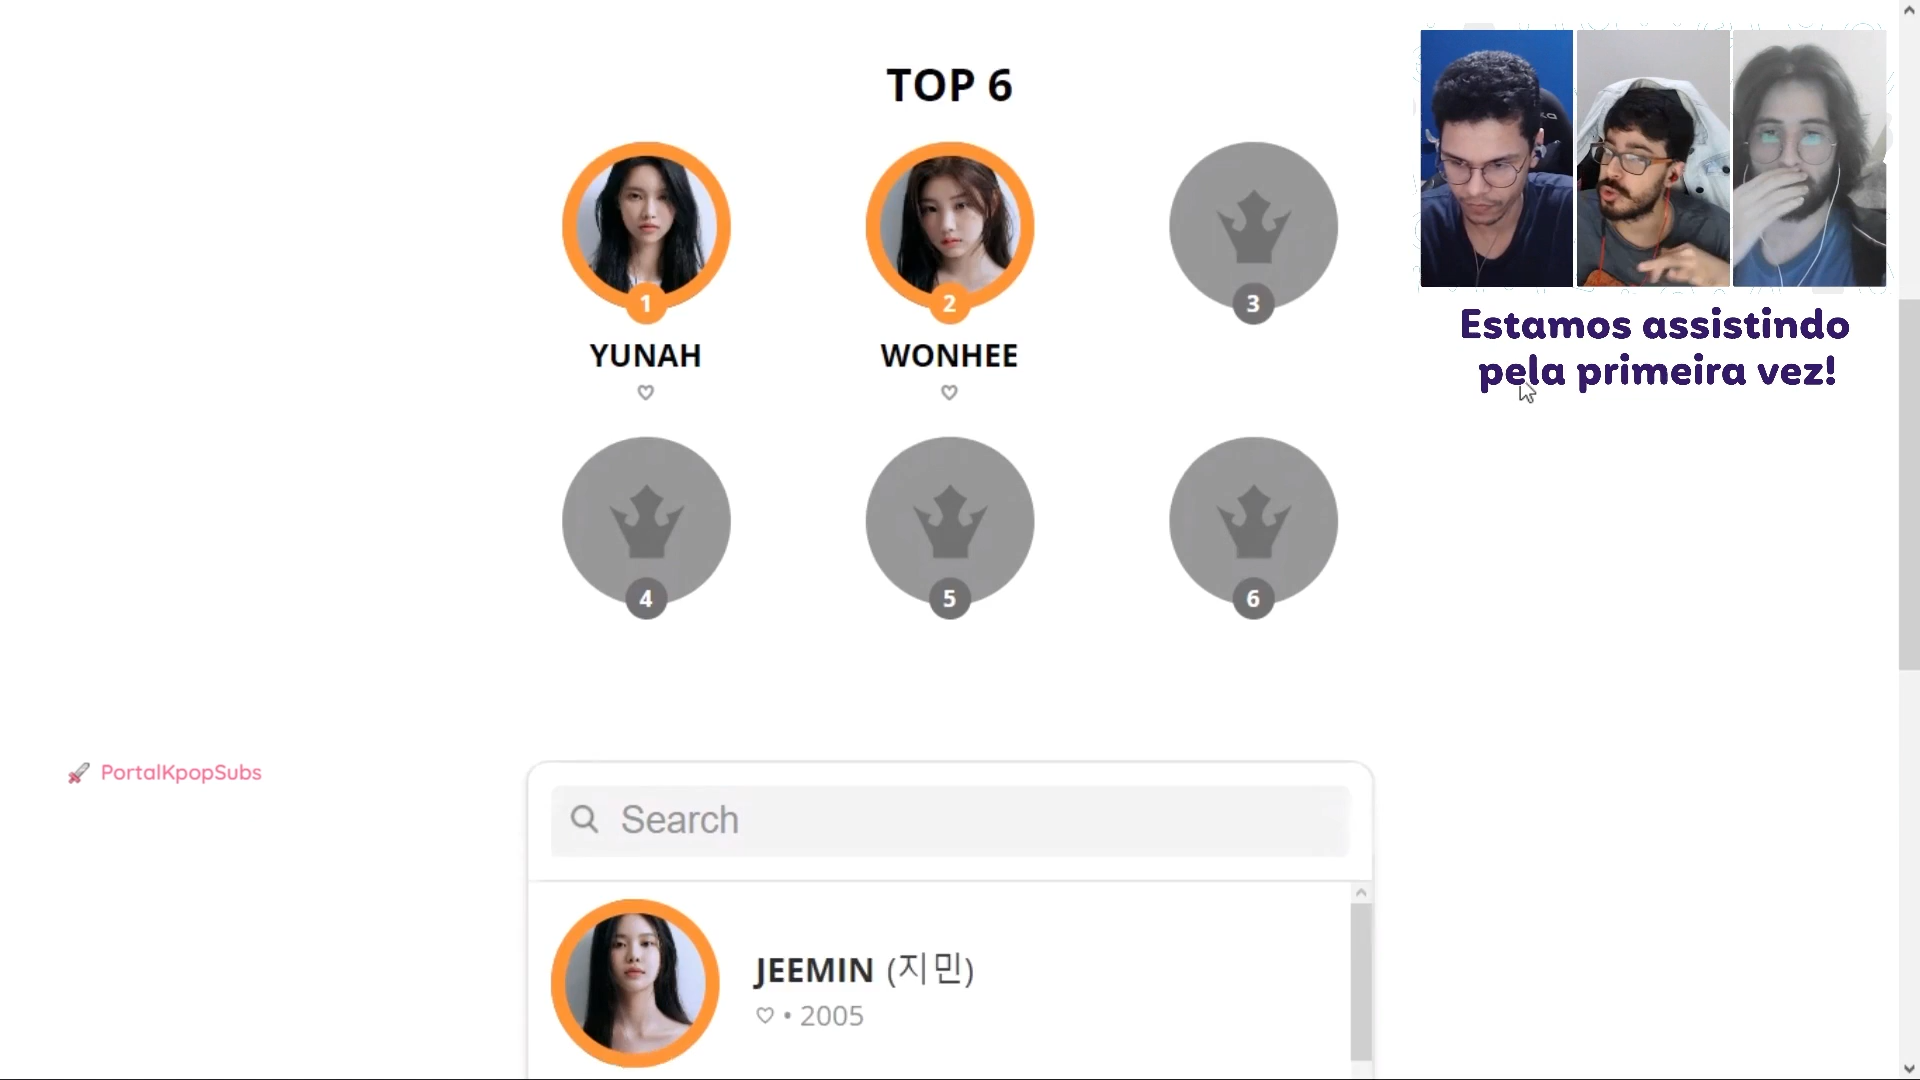 TOP 6
1
2
3
YUNAH
WONHEE
4
5
6
Estamos assistindo
pela primeira vez!
PortalKpopSubs
Search
JEEMIN (지민)
♡ • 2005